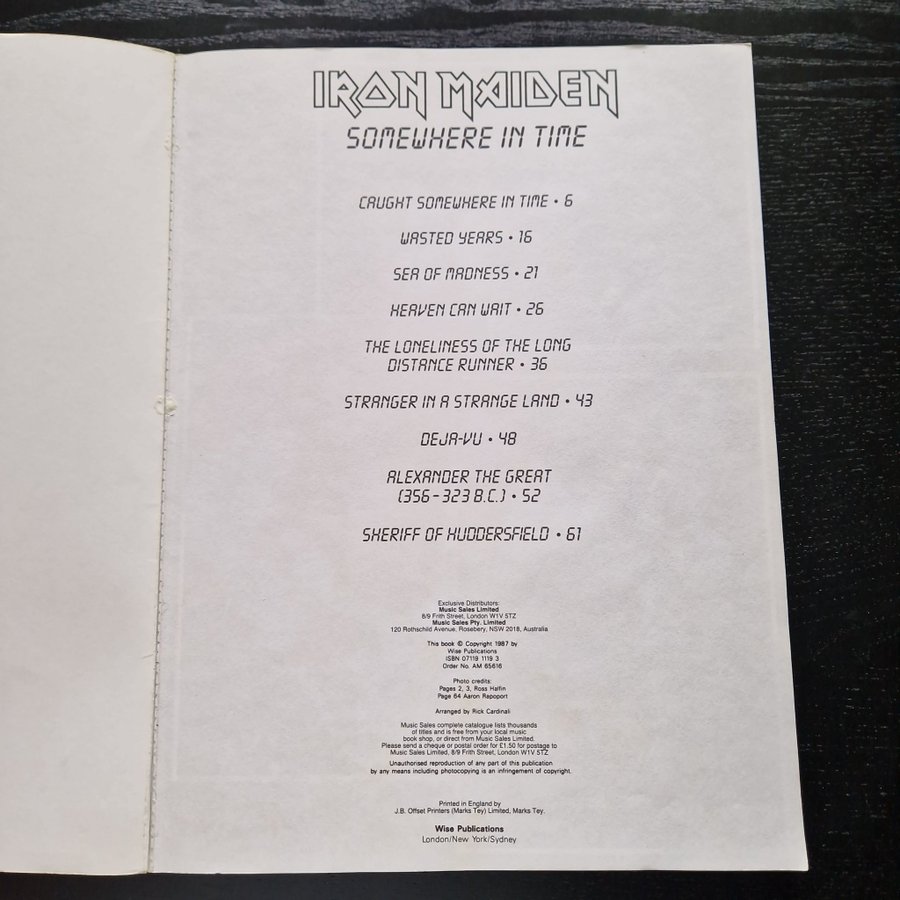 IRON MAIDEN
SOMEWHERE IN TIME
CAUGHT SOMEWHERE IN TIME • 6
WASTED YEARS • 16
SEA OF MADNESS • 21
HEAVEN CAN WAIT • 26
THE LONELINESS OF THE LONG
DISTANCE RUNNER • 36
STRANGER IN A STRANGE LAND • 43
DEJA-VU • 48
ALEXANDER THE GREAT
(356-323 B.C.) • 52
SHERIFF OF HUDDERSFIELD • 61
Exclusive Distributors:
Music Sales Limited
8/9 Frith Street, London W1V 5TZ
Music Sales Pty. Limited
120 Rothschild Avenue, Rosebery, NSW 2018, Australia
This book © Copyright 1987 by
Wise Publications
ISBN 0.7119 1119 3
Order No. AM 65616
Photo credits:
Pages 2, 3, Ross Halfin
Page 64 Aaron Rapoport
Arranged by Rick Cardinali
Music Sales complete catalogue lists thousands
of titles and is free from your local music
book shop, or direct from Music Sales Limited.
Please send a cheque or postal order for £1.50 for postage to
Music Sales Limited, 8/9 Frith Street, London W1V 5TZ
Unauthorised reproduction of any part of this publication
by any means including photocopying is an infringement of copyright.
Printed in England by
J.B. Offset Printers (Marks Tey) Limited, Marks Tey.
Wise Publications
London/New York/Sydney